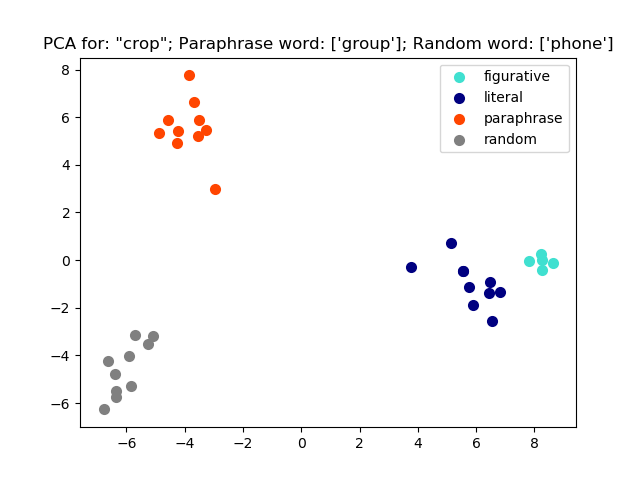 PCA for: "crop"; Paraphrase word: ['group']; Random word: ['phone']
figurative
literal
paraphrase
random
8
6
4
2
0
−2
−4
−6
−6 −4 −2 0 2 4 6 8